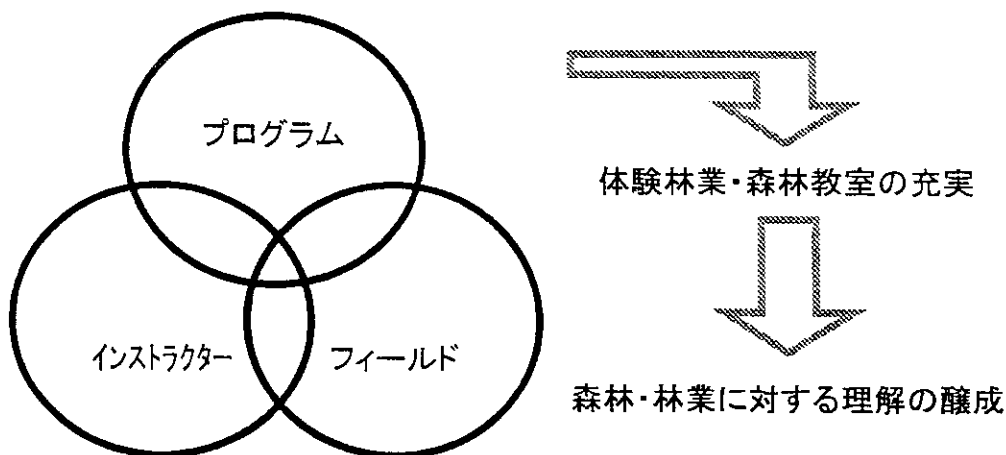 プログラム
インストラクター
フィールド
体験林業・森林教室の充実
森林・林業に対する理解の醸成